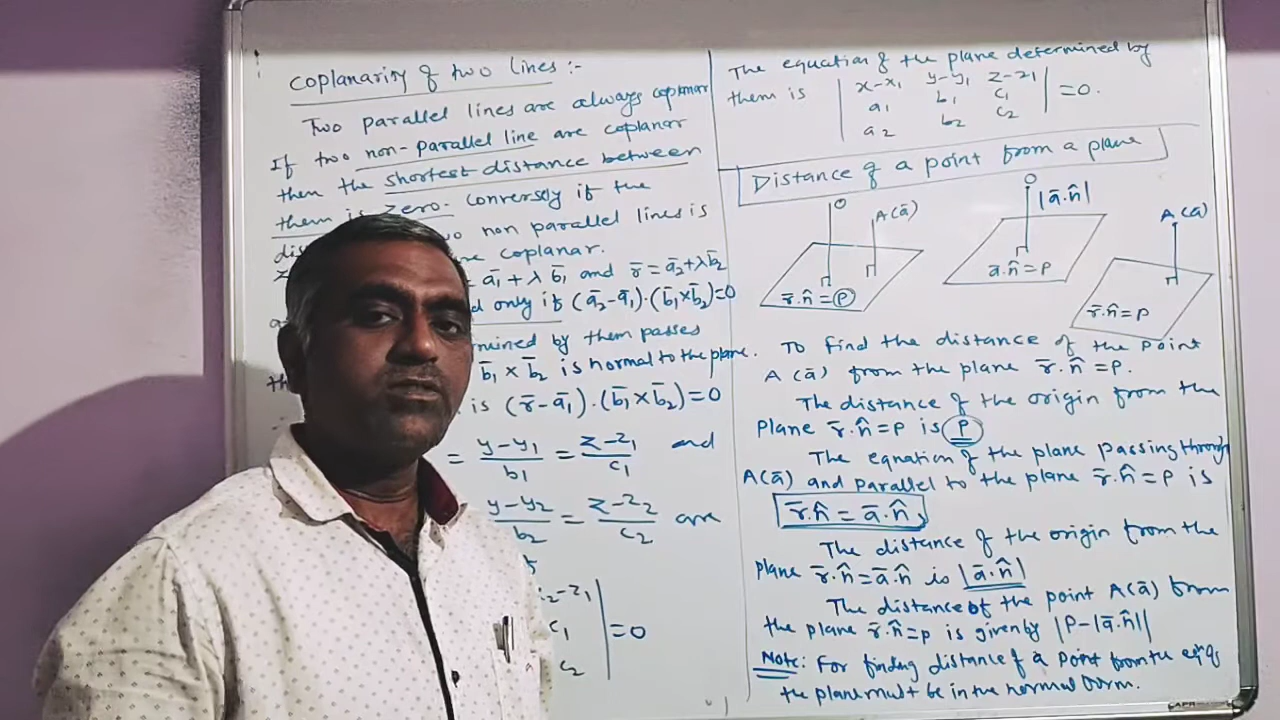 Coplanarity of two lines :-
Two parallel lines are always coplanar
If two non-parallel line are coplanar
then the shortest distance between
them is zero. Conversely if the
two non parallel lines is
coplanar.
= a̅₁ + λ b̅₁ and r̅ = a̅₂ + λ b̅₂
only if (a̅₂ - a̅₁) . (b̅₁ × b̅₂) = 0
by them passes
b̅₁ × b̅₂ is normal to the plane.
is (r̅ - a̅₁) . (b̅₁ × b̅₂) = 0
= y-y₁/b₁ = z-z₁/c₁ and
y-y₂/b₂ = z-z₂/c₂ are
z₂-z₁ |
c₁ | = 0
c₂ |
The equation of the plane determined by
them is | x-x₁ y-y₁ z-z₁ | = 0.
| a₁ b₁ c₁ |
| a₂ b₂ c₂ |
Distance of a point from a plane
O
A(a̅)
r̅.n̂ = P
O
|a̅.n̂|
a̅.n̂ = P
A(a̅)
r̅.n̂ = P
To find the distance of the point
A(a̅) from the plane r̅.n̂ = P.
The distance of the origin from the
plane r̅.n̂ = P is P
The equation of the plane passing through
A(a̅) and parallel to the plane r̅.n̂ = P is
r̅.n̂ = a̅.n̂.
The distance of the origin from the
plane r̅.n̂ = a̅.n̂ is |a̅.n̂|
The distance of the point A(a̅) from
the plane r̅.n̂ = p is given by |P-|a̅.n̂||
Note: For finding distance of a point from the eqⁿ of
the plane must be in the normal form.